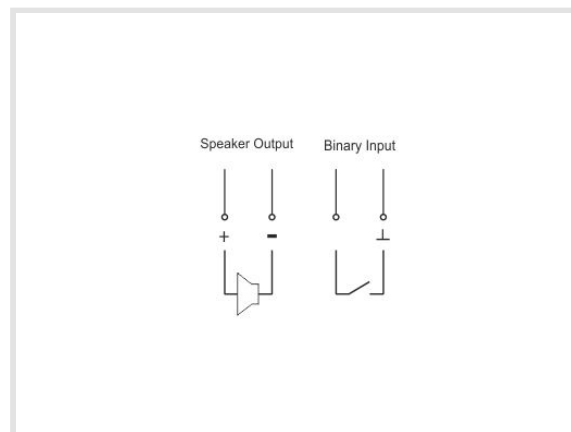 Speaker Output Binary Input
+ - ⊥